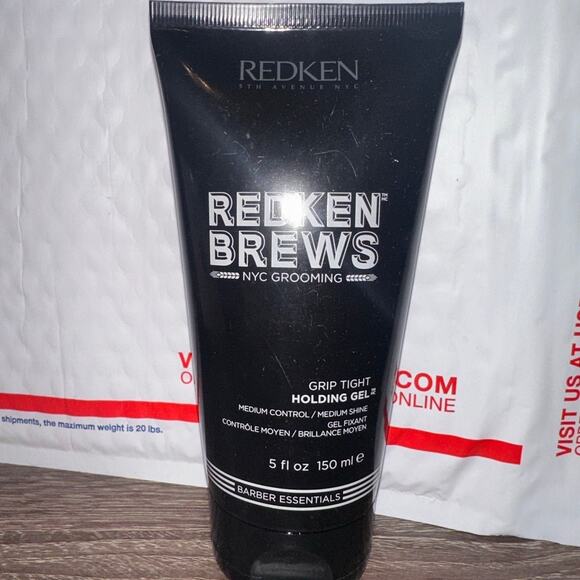 REDKEN
5TH AVENUE NYC
REDKEN™
BREWS
NYC GROOMING
GRIP TIGHT
HOLDING GEL
MEDIUM CONTROL / MEDIUM SHINE
GEL FIXANT
CONTRÔLE MOYEN / BRILLANCE MOYEN
5 fl oz 150 ml e
BARBER ESSENTIALS
.COM
ONLINE
shipments, the maximum weight is 20 lbs.
VISIT US AT